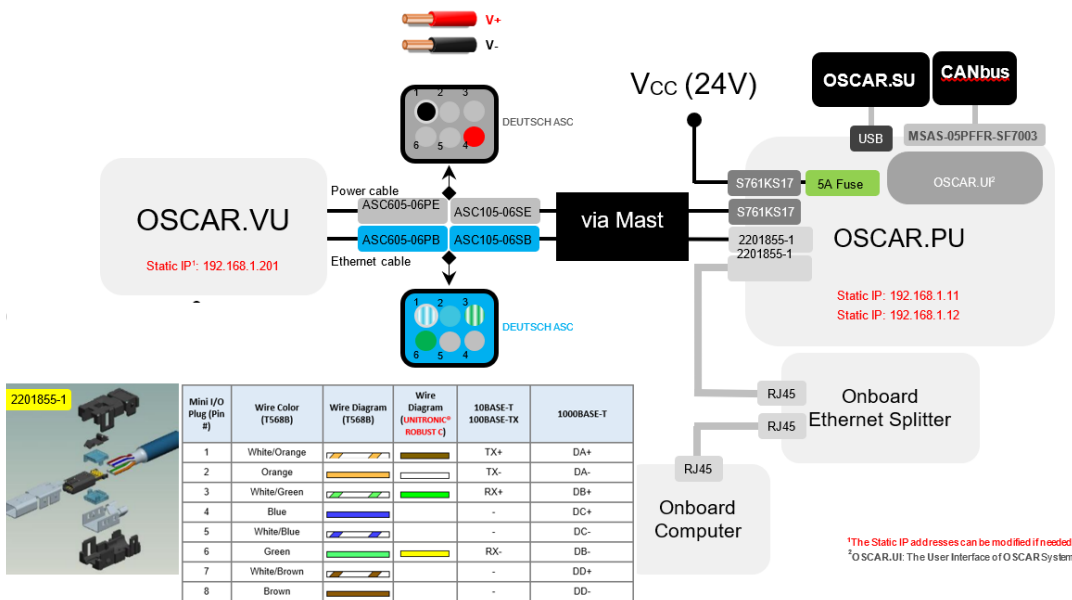 V+
V-
1 2 3
6 5 4
DEUTSCH ASC
Vcc (24V)
OSCAR.SU
CANbus
USB
MSAS-05PFFR-SF7003
S761KS17
5A Fuse
OSCAR.UI²
OSCAR.VU
Static IP¹: 192.168.1.201
Power cable
ASC605-06PE
ASC105-06SE
ASC605-06PB
ASC105-06SB
Ethernet cable
via Mast
S761KS17
2201855-1
2201855-1
OSCAR.PU
Static IP: 192.168.1.11
Static IP: 192.168.1.12
1 2 3
6 5 4
DEUTSCH ASC
RJ45
RJ45
Onboard
Ethernet Splitter
RJ45
Onboard
Computer
2201855-1
Mini I/O Plug (Pin #) Wire Color (T568B) Wire Diagram (T568B) Wire Diagram (UNITRONIC® ROBUST C) 10BASE-T 100BASE-TX 1000BASE-T
1 White/Orange TX+ DA+
2 Orange TX- DA-
3 White/Green RX+ DB+
4 Blue - DC+
5 White/Blue - DC-
6 Green RX- DB-
7 White/Brown - DD+
8 Brown - DD-
¹The Static IP addresses can be modified if needed
²OSCAR.UI: The User Interface of OSCAR System